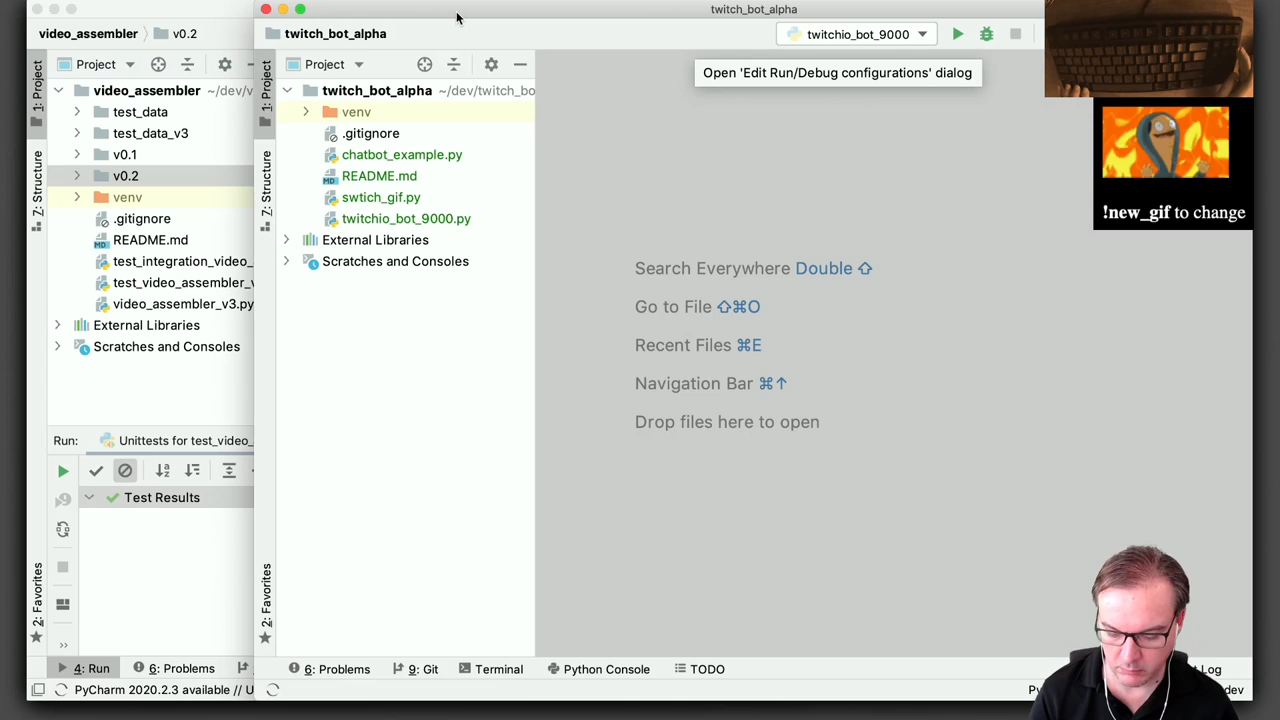 twitch_bot_alpha
video_assembler
v0.2
twitch_bot_alpha
twitchio_bot_9000
Open 'Edit Run/Debug configurations' dialog
1: Project
Z: Structure
2: Favorites
Project
video_assembler ~/dev/v
test_data
test_data_v3
v0.1
v0.2
venv
.gitignore
README.md
test_integration_video_
test_video_assembler_v
video_assembler_v3.py
External Libraries
Scratches and Consoles
Run:
Unittests for test_video_
Test Results
4: Run
6: Problems
PyCharm 2020.2.3 available // U
1: Project
Z: Structure
2: Favorites
Project
twitch_bot_alpha ~/dev/twitch_bo
venv
.gitignore
chatbot_example.py
README.md
swtich_gif.py
twitchio_bot_9000.py
External Libraries
Scratches and Consoles
Search Everywhere Double ⇧
Go to File ⇧⌘O
Recent Files ⌘E
Navigation Bar ⌘↑
Drop files here to open
!new_gif to change
6: Problems
9: Git
Terminal
Python Console
TODO
Log
Py
dev